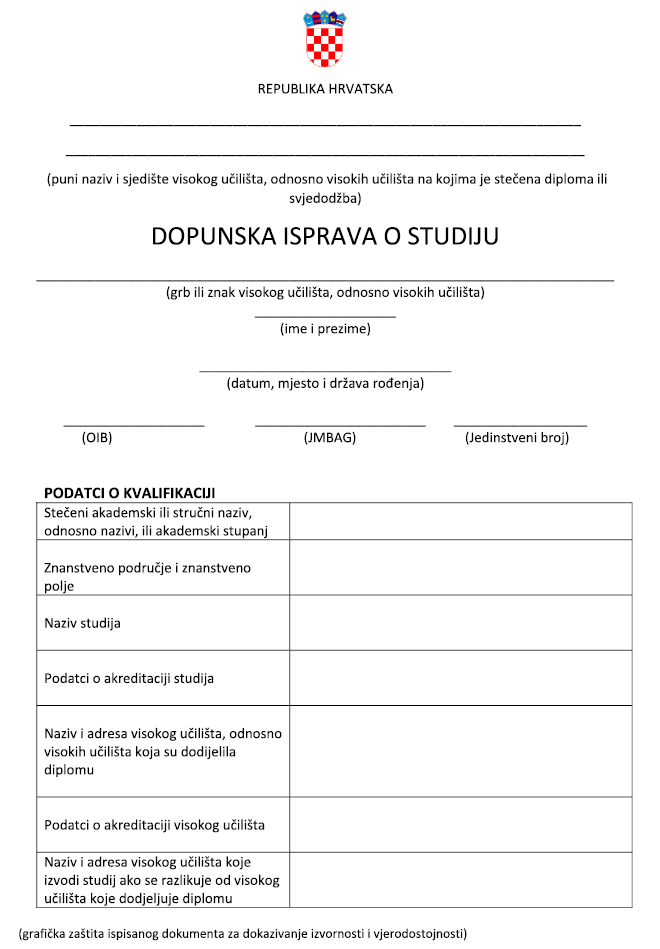 REPUBLIKA HRVATSKA
(puni naziv i sjedište visokog učilišta, odnosno visokih učilišta na kojima je stečena diploma ili
svjedodžba)
DOPUNSKA ISPRAVA O STUDIJU
(grb ili znak visokog učilišta, odnosno visokih učilišta)
(ime i prezime)
(datum, mjesto i država rođenja)
(OIB) (JMBAG) (Jedinstveni broj)
PODATCI O KVALIFIKACIJI
Stečeni akademski ili stručni naziv,
odnosno nazivi, ili akademski stupanj
Znanstveno područje i znanstveno
polje
Naziv studija
Podatci o akreditaciji studija
Naziv i adresa visokog učilišta, odnosno
visokih učilišta koja su dodijelila
diplomu
Podatci o akreditaciji visokog učilišta
Naziv i adresa visokog učilišta koje
izvodi studij ako se razlikuje od visokog
učilišta koje dodjeljuje diplomu
(grafička zaštita ispisanog dokumenta za dokazivanje izvornosti i vjerodostojnosti)